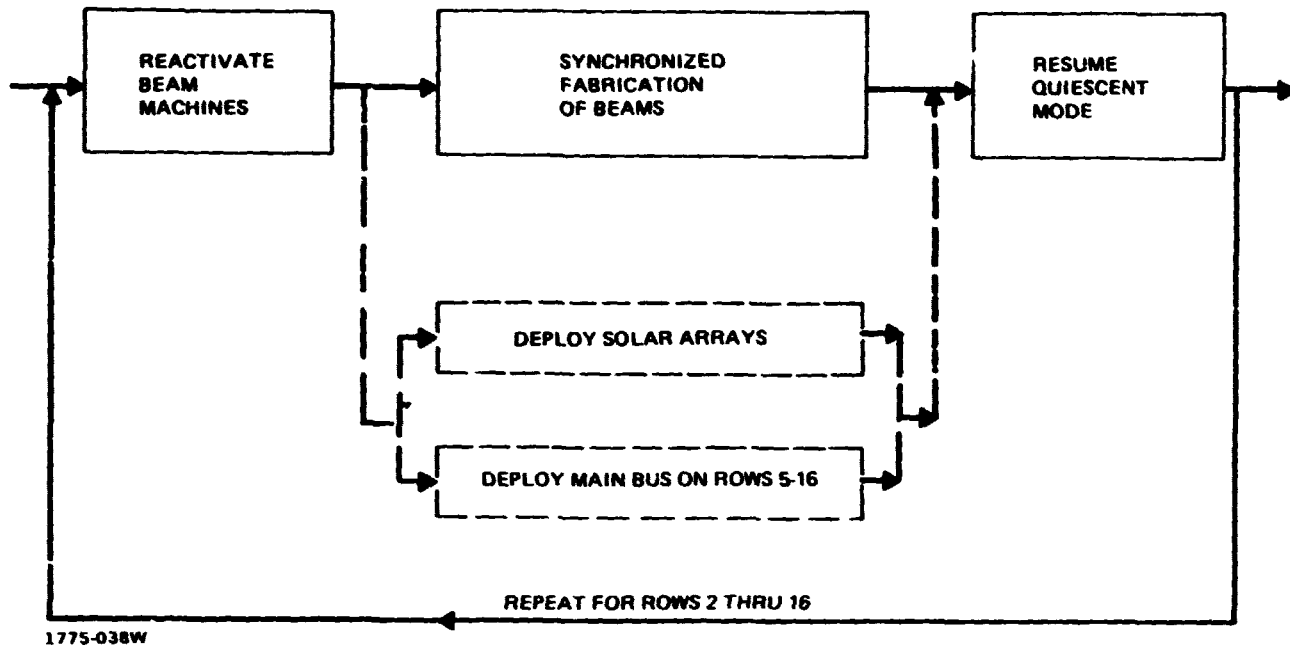 REACTIVATE
BEAM
MACHINES
SYNCHRONIZED
FABRICATION
OF BEAMS
RESUME
QUIESCENT
MODE
DEPLOY SOLAR ARRAYS
DEPLOY MAIN BUS ON ROWS 5-16
REPEAT FOR ROWS 2 THRU 16
1775-038W